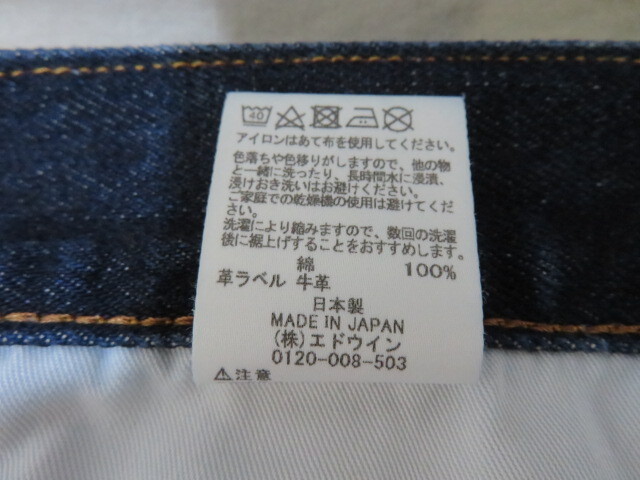 40
アイロンはあて布を使用してください。
色落ちや色移りがしますので、他の物
と一緒に洗ったり、長時間水に浸漬、
浸けおき洗いはお避けください。
ご家庭での乾燥機の使用は避けてくだ
さい。
洗濯により踏みますので、数回の洗濯
後に裾上げすることをおすすめします。
綿 100%
革ラベル 牛革
日本製
MADE IN JAPAN
(株)エドウイン
0120-008-503
⚠注意